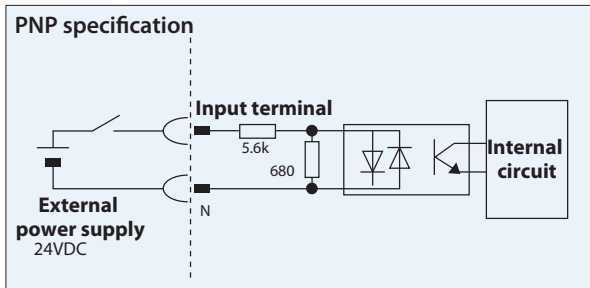 PNP specification
Input terminal
5.6k
680
Internal
circuit
N
External
power supply
24VDC